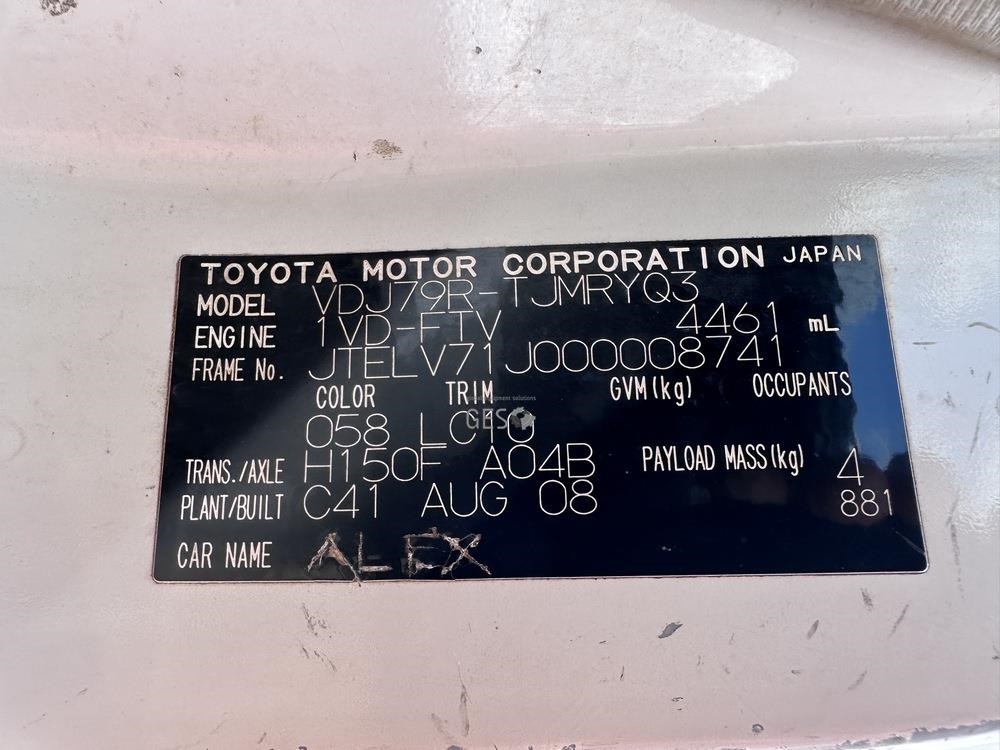 TOYOTA MOTOR CORPORATION JAPAN
MODEL VDJ79R-TJMRYQ3
ENGINE 1VD-FTV 4461 mL
FRAME No. JTELV71J000008741
COLOR TRIM GVM(kg) OCCUPANTS
058 LC10
TRANS./AXLE H150F A04B PAYLOAD MASS(kg) 4
PLANT/BUILT C41 AUG 08 881
CAR NAME ALEX
GES